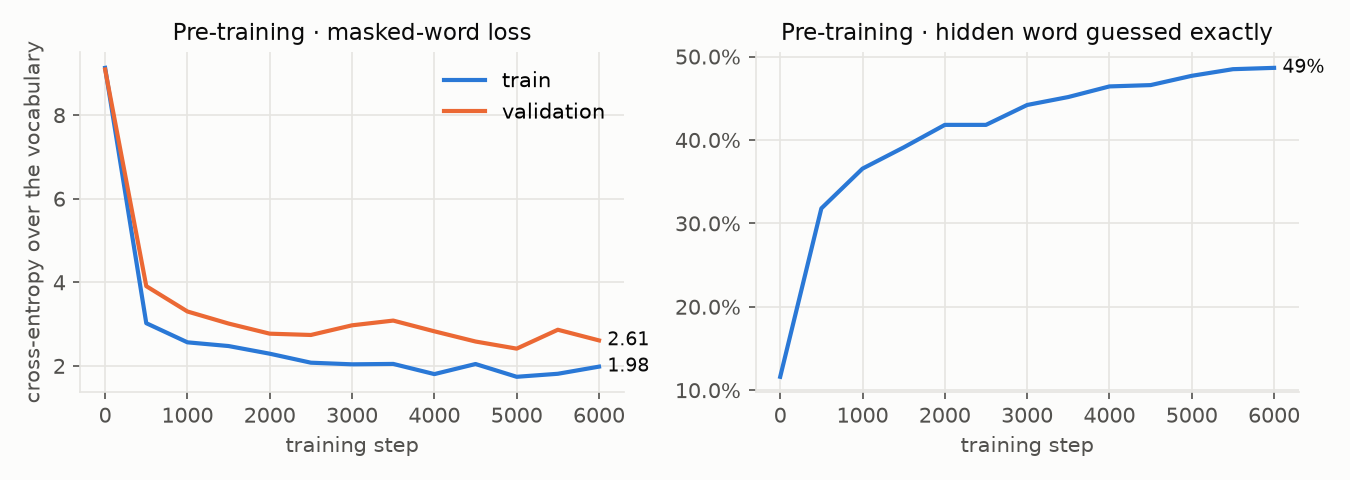 Pre-training · masked-word loss
cross-entropy over the vocabulary
8
6
4
2
train
validation
2.61
1.98
0 1000 2000 3000 4000 5000 6000
training step
Pre-training · hidden word guessed exactly
50.0%
40.0%
30.0%
20.0%
10.0%
49%
0 1000 2000 3000 4000 5000 6000
training step